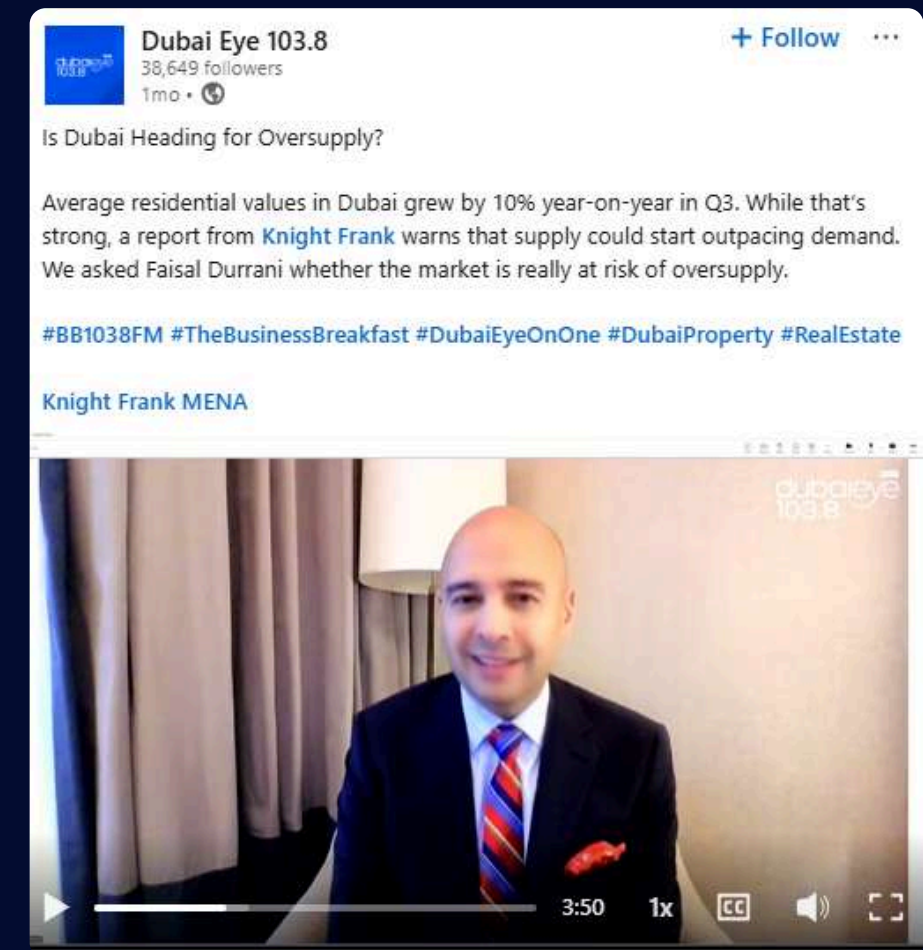 dubaieye
103.8
Dubai Eye 103.8
+ Follow
38,649 followers
1mo •
Is Dubai Heading for Oversupply?
Average residential values in Dubai grew by 10% year-on-year in Q3. While that's
strong, a report from Knight Frank warns that supply could start outpacing demand.
We asked Faisal Durrani whether the market is really at risk of oversupply.
#BB1038FM #TheBusinessBreakfast #DubaiEyeOnOne #DubaiProperty #RealEstate
Knight Frank MENA
dubaieye
103.8
3:50
1x
CC